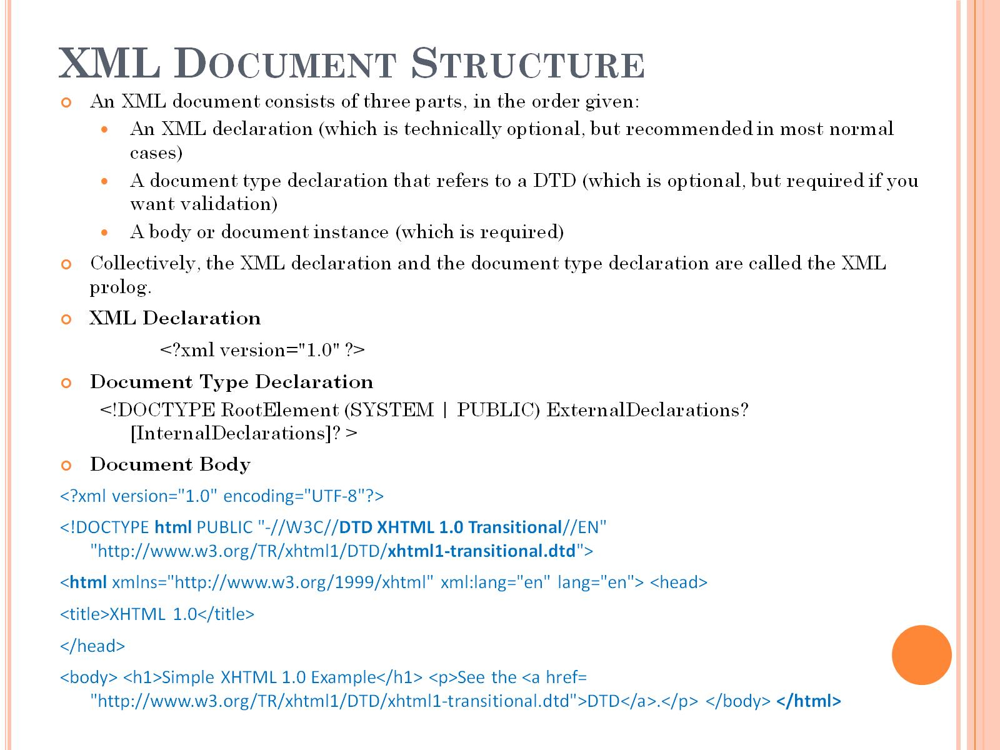 XML Document Structure
An XML document consists of three parts, in the order given:
An XML declaration (which is technically optional, but recommended in most normal
cases)
A document type declaration that refers to a DTD (which is optional, but required if you
want validation)
A body or document instance (which is required)
Collectively, the XML declaration and the document type declaration are called the XML
prolog.
XML Declaration
<?xml version="1.0" ?>
Document Type Declaration
<!DOCTYPE RootElement (SYSTEM | PUBLIC) ExternalDeclarations?
[InternalDeclarations]? >
Document Body
<?xml version="1.0" encoding="UTF-8"?>
<!DOCTYPE html PUBLIC "-//W3C//DTD XHTML 1.0 Transitional//EN"
"http://www.w3.org/TR/xhtml1/DTD/xhtml1-transitional.dtd">
<html xmlns="http://www.w3.org/1999/xhtml" xml:lang="en" lang="en"> <head>
<title>XHTML 1.0</title>
</head>
<body> <h1>Simple XHTML 1.0 Example</h1> <p>See the <a href=
"http://www.w3.org/TR/xhtml1/DTD/xhtml1-transitional.dtd">DTD</a>.</p> </body> </html>